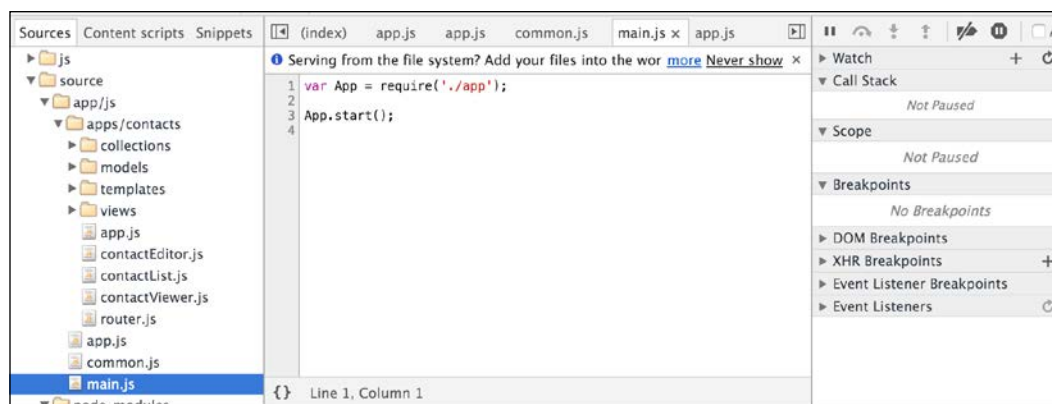 Sources Content scripts Snippets
(index) app.js app.js common.js main.js × app.js
js
source
app/js
apps/contacts
collections
models
templates
views
app.js
contactEditor.js
contactList.js
contactViewer.js
router.js
app.js
common.js
main.js
Serving from the file system? Add your files into the wor more Never show ×
1 var App = require('./app');
2
3 App.start();
4
{} Line 1, Column 1
Watch +
Call Stack
Not Paused
Scope
Not Paused
Breakpoints
No Breakpoints
DOM Breakpoints
XHR Breakpoints +
Event Listener Breakpoints
Event Listeners